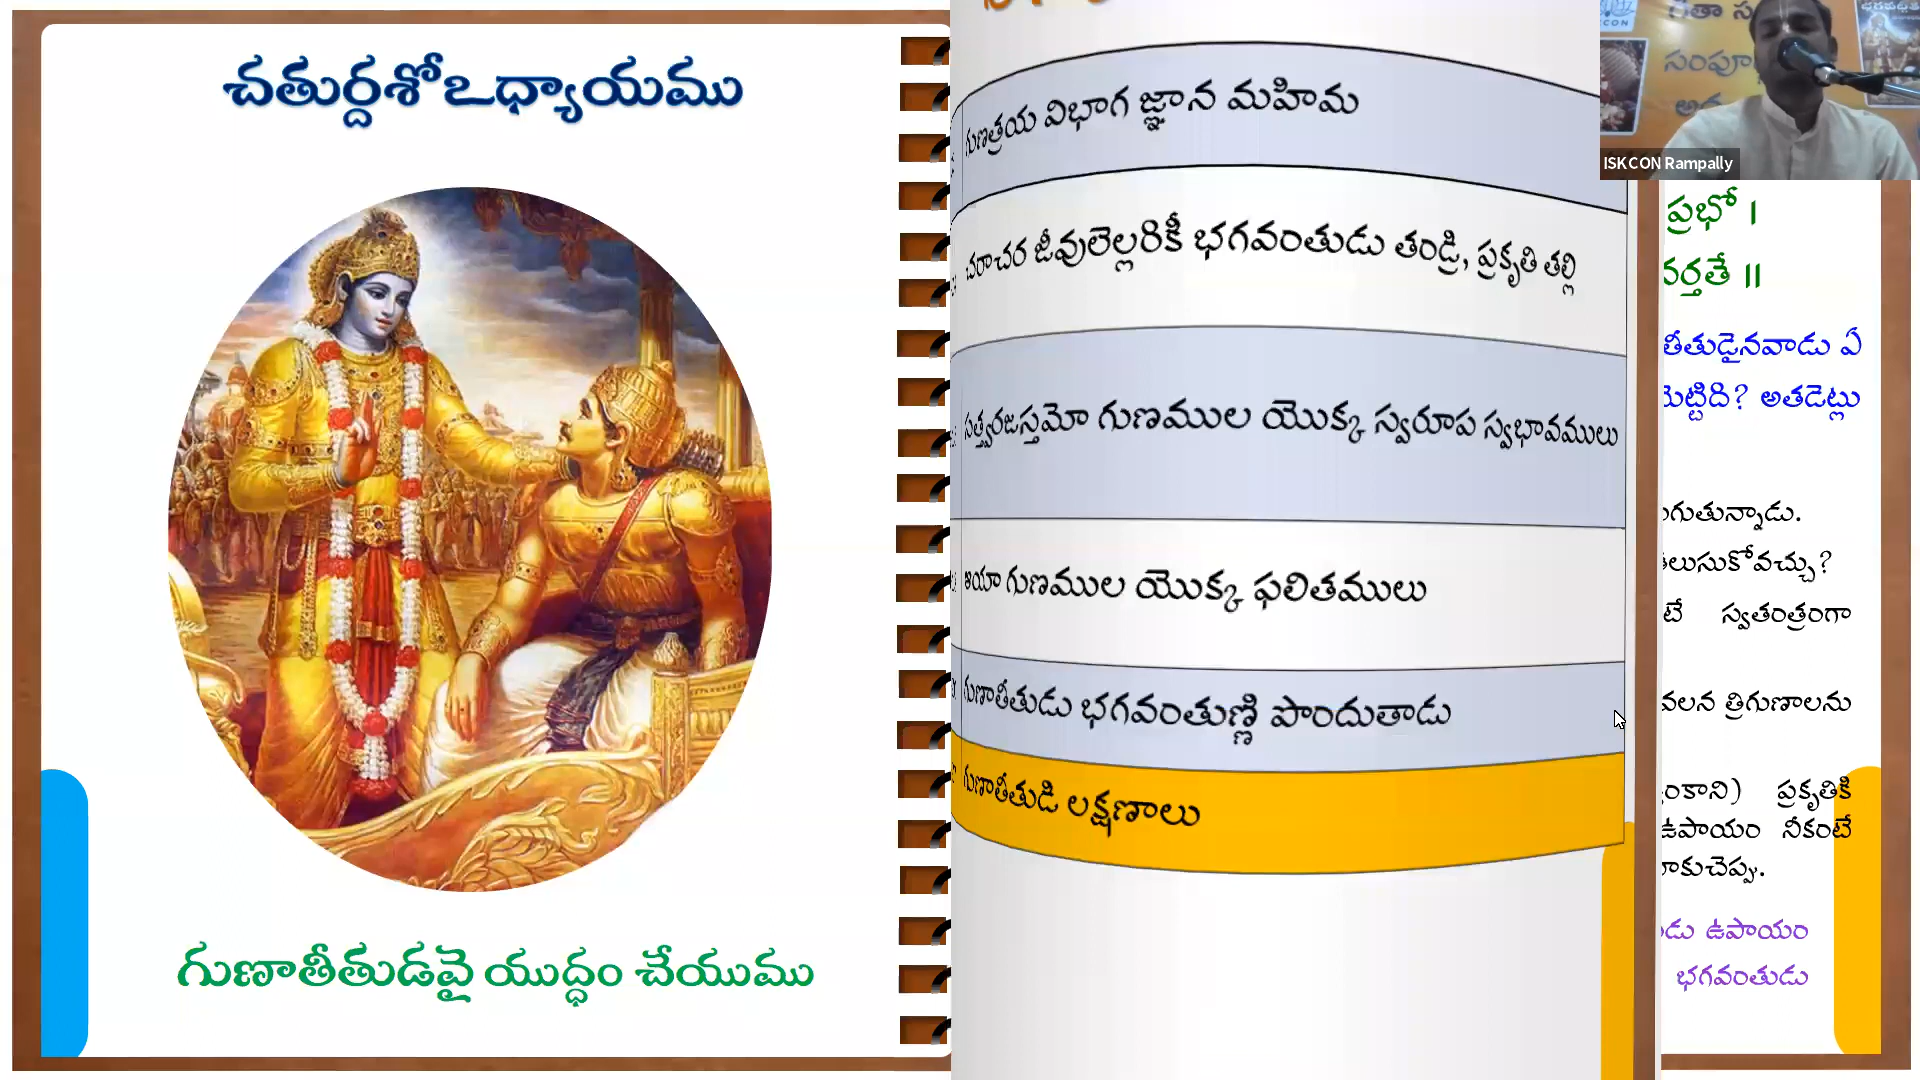 చతుర్దశోఽధ్యాయము
గుణాతీతుడవై యుద్ధం చేయుము
గుణత్రయ విభాగ జ్ఞాన మహిమ
చరాచర జీవులెల్లరికీ భగవంతుడు తండ్రి, ప్రకృతి తల్లి
సత్త్వరజస్తమో గుణముల యొక్క స్వరూప స్వభావములు
ఆయా గుణముల యొక్క ఫలితములు
గుణాతీతుడు భగవంతుణ్ణి పొందుతాడు
గుణాతీతుడి లక్షణాలు
ISKCON Rampally
గీతా
ప్రభో ।
వర్తతే ॥
తీతుడైనవాడు ఏ
మెట్టిది? అతడెట్లు
గుతున్నాడు.
లుసుకోవచ్చు?
టే స్వతంత్రంగా
వలన త్రిగుణాలను
ంకాని) ప్రకృతికి
ఉపాయం నీకంటే
నాకుచెప్పు.
డు ఉపాయం
భగవంతుడు